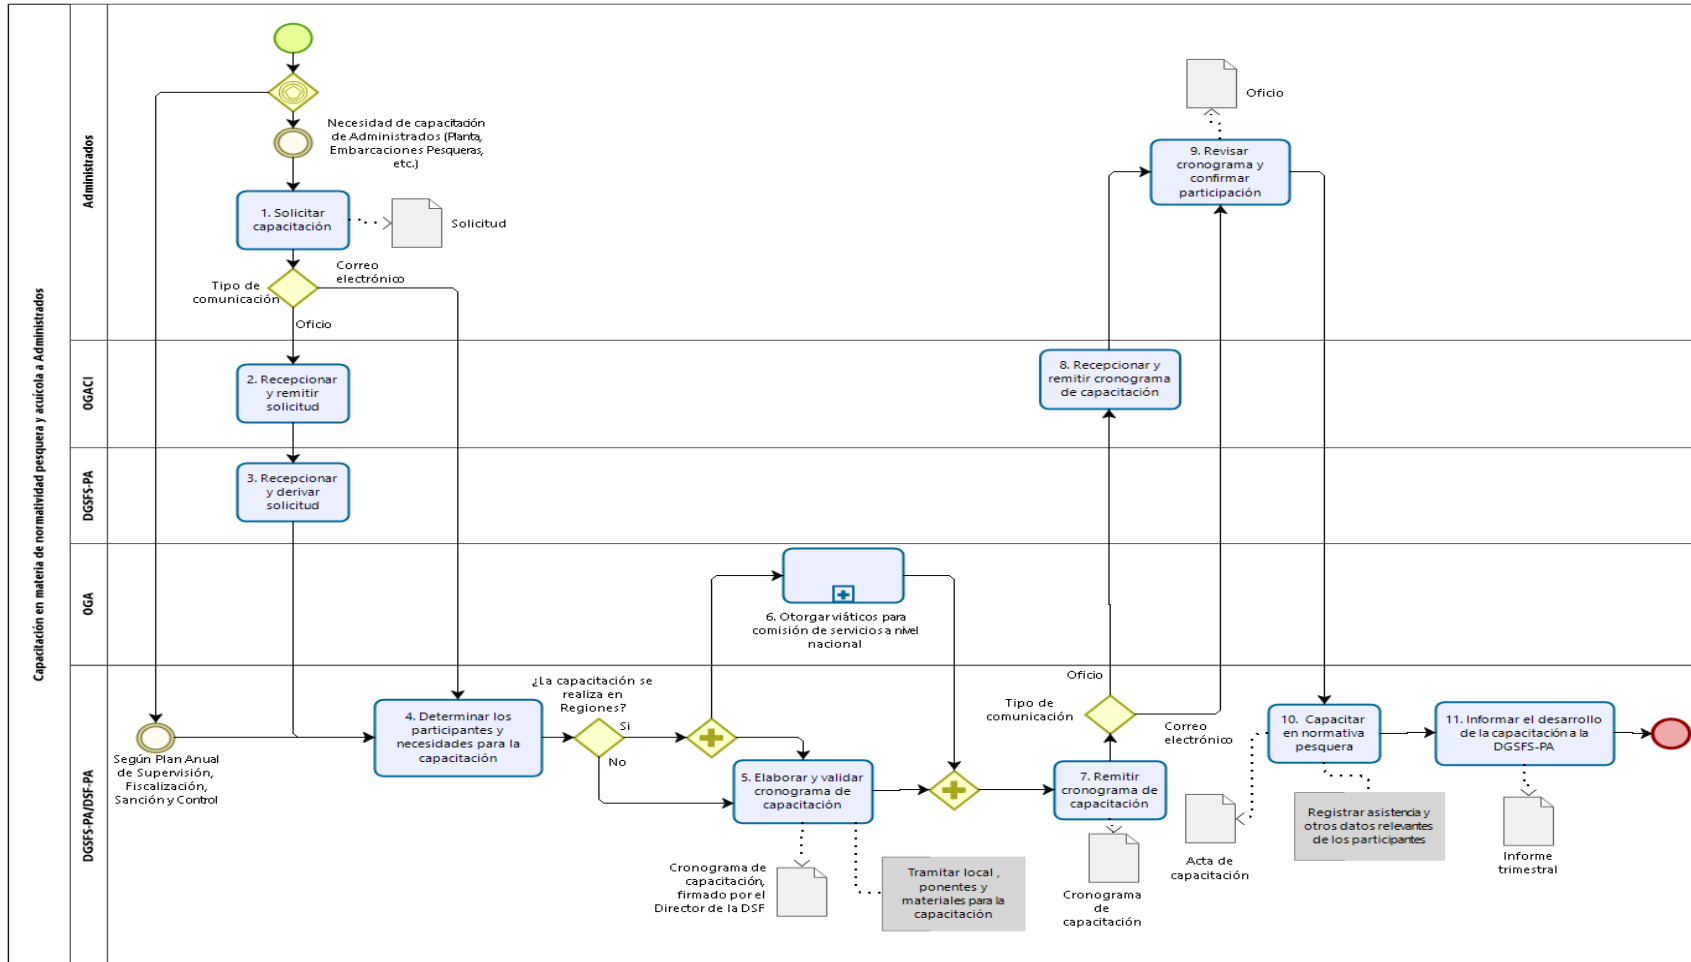 Capacitación en materia de normatividad pesquera y acuícola a Administrados
Administrados
Necesidad de capacitación
de Administrados (Planta,
Embarcaciones Pesqueras,
etc.)
1. Solicitar
capacitación
Solicitud
Tipo de
comunicación
Correo
electrónico
Oficio
Oficio
9. Revisar
cronograma y
confirmar
participación
OGACI
2. Recepcionar
y remitir
solicitud
8. Recepcionar y
remitir cronograma
de capacitación
DGSFS-PA
3. Recepcionar
y derivar
solicitud
OGA
6. Otorgar viáticos para
comisión de servicios a nivel
nacional
DGSFS-PA/DSF-PA
Según Plan Anual
de Supervisión,
Fiscalización,
Sanción y Control
4. Determinar los
participantes y
necesidades para la
capacitación
¿La capacitación se
realiza en
Regiones?
Si
No
5. Elaborar y validar
cronograma de
capacitación
Cronograma de
capacitación,
firmado por el
Director de la DSF
Tramitar local ,
ponentes y
materiales para la
capacitación
7. Remitir
cronograma de
capacitación
Cronograma
de
capacitación
Tipo de
comunicación
Oficio
Correo
electrónico
10. Capacitar
en normativa
pesquera
Acta de
capacitación
Registrar asistencia y
otros datos relevantes
de los participantes
11. Informar el desarrollo
de la capacitación a la
DGSFS-PA
Informe
trimestral